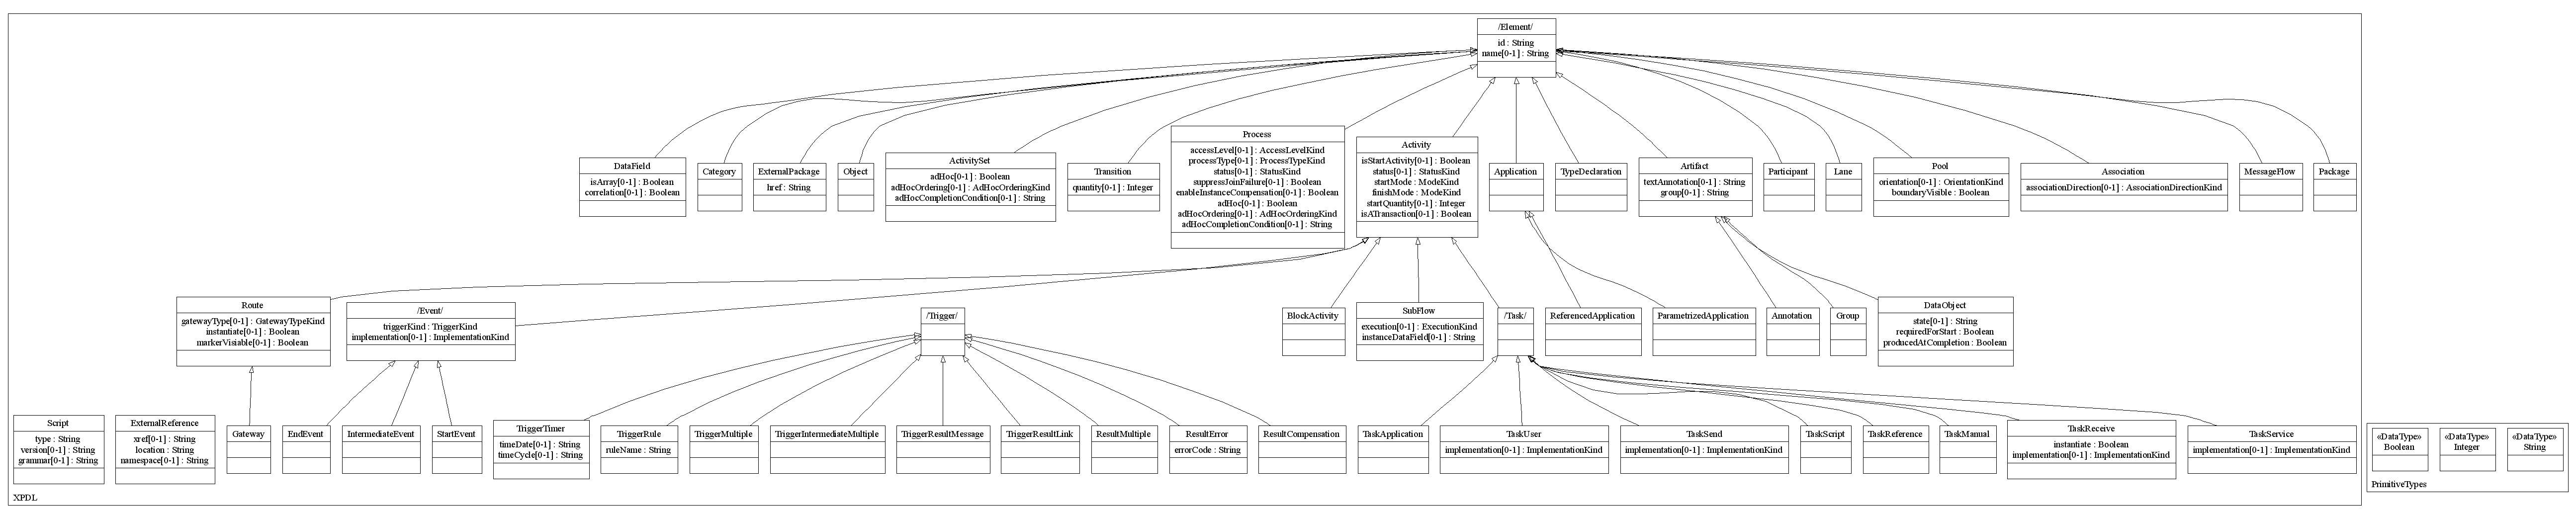 /Element/
id : String
name[0-1] : String
DataField
isArray[0-1] : Boolean
correlation[0-1] : Boolean
Category
ExternalPackage
href : String
Object
ActivitySet
adHoc[0-1] : Boolean
adHocOrdering[0-1] : AdHocOrderingKind
adHocCompletionCondition[0-1] : String
Transition
quantity[0-1] : Integer
Process
accessLevel[0-1] : AccessLevelKind
processType[0-1] : ProcessTypeKind
status[0-1] : StatusKind
suppressJoinFailure[0-1] : Boolean
enableInstanceCompensation[0-1] : Boolean
adHoc[0-1] : Boolean
adHocOrdering[0-1] : AdHocOrderingKind
adHocCompletionCondition[0-1] : String
Activity
isStartActivity[0-1] : Boolean
status[0-1] : StatusKind
startMode : ModeKind
finishMode : ModeKind
startQuantity[0-1] : Integer
isATransaction[0-1] : Boolean
Application
TypeDeclaration
Artifact
textAnnotation[0-1] : String
group[0-1] : String
Participant
Lane
Pool
orientation[0-1] : OrientationKind
boundaryVisible : Boolean
Association
associationDirection[0-1] : AssociationDirectionKind
MessageFlow
Package
Route
gatewayType[0-1] : GatewayTypeKind
instantiate[0-1] : Boolean
markerVisiable[0-1] : Boolean
/Event/
triggerKind : TriggerKind
implementation[0-1] : ImplementationKind
/Trigger/
BlockActivity
SubFlow
execution[0-1] : ExecutionKind
instanceDataField[0-1] : String
/Task/
ReferencedApplication
ParametrizedApplication
Annotation
Group
DataObject
state[0-1] : String
requiredForStart : Boolean
producedAtCompletion : Boolean
Script
type : String
version[0-1] : String
grammar[0-1] : String
ExternalReference
xref[0-1] : String
location : String
namespace[0-1] : String
Gateway
EndEvent
IntermediateEvent
StartEvent
TriggerTimer
timeDate[0-1] : String
timeCycle[0-1] : String
TriggerRule
ruleName : String
TriggerMultiple
TriggerIntermediateMultiple
TriggerResultMessage
TriggerResultLink
ResultMultiple
ResultError
errorCode : String
ResultCompensation
TaskApplication
TaskUser
implementation[0-1] : ImplementationKind
TaskSend
implementation[0-1] : ImplementationKind
TaskScript
TaskReference
TaskManual
TaskReceive
instantiate : Boolean
implementation[0-1] : ImplementationKind
TaskService
implementation[0-1] : ImplementationKind
XPDL
«DataType»
Boolean
«DataType»
Integer
«DataType»
String
PrimitiveTypes